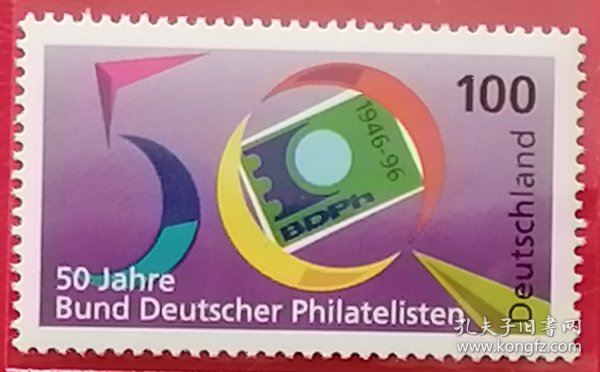 50
100
Deutschland
1946-96
BDPh
50 Jahre
Bund Deutscher Philatelisten
孔夫子旧书网
www.kongfz.com